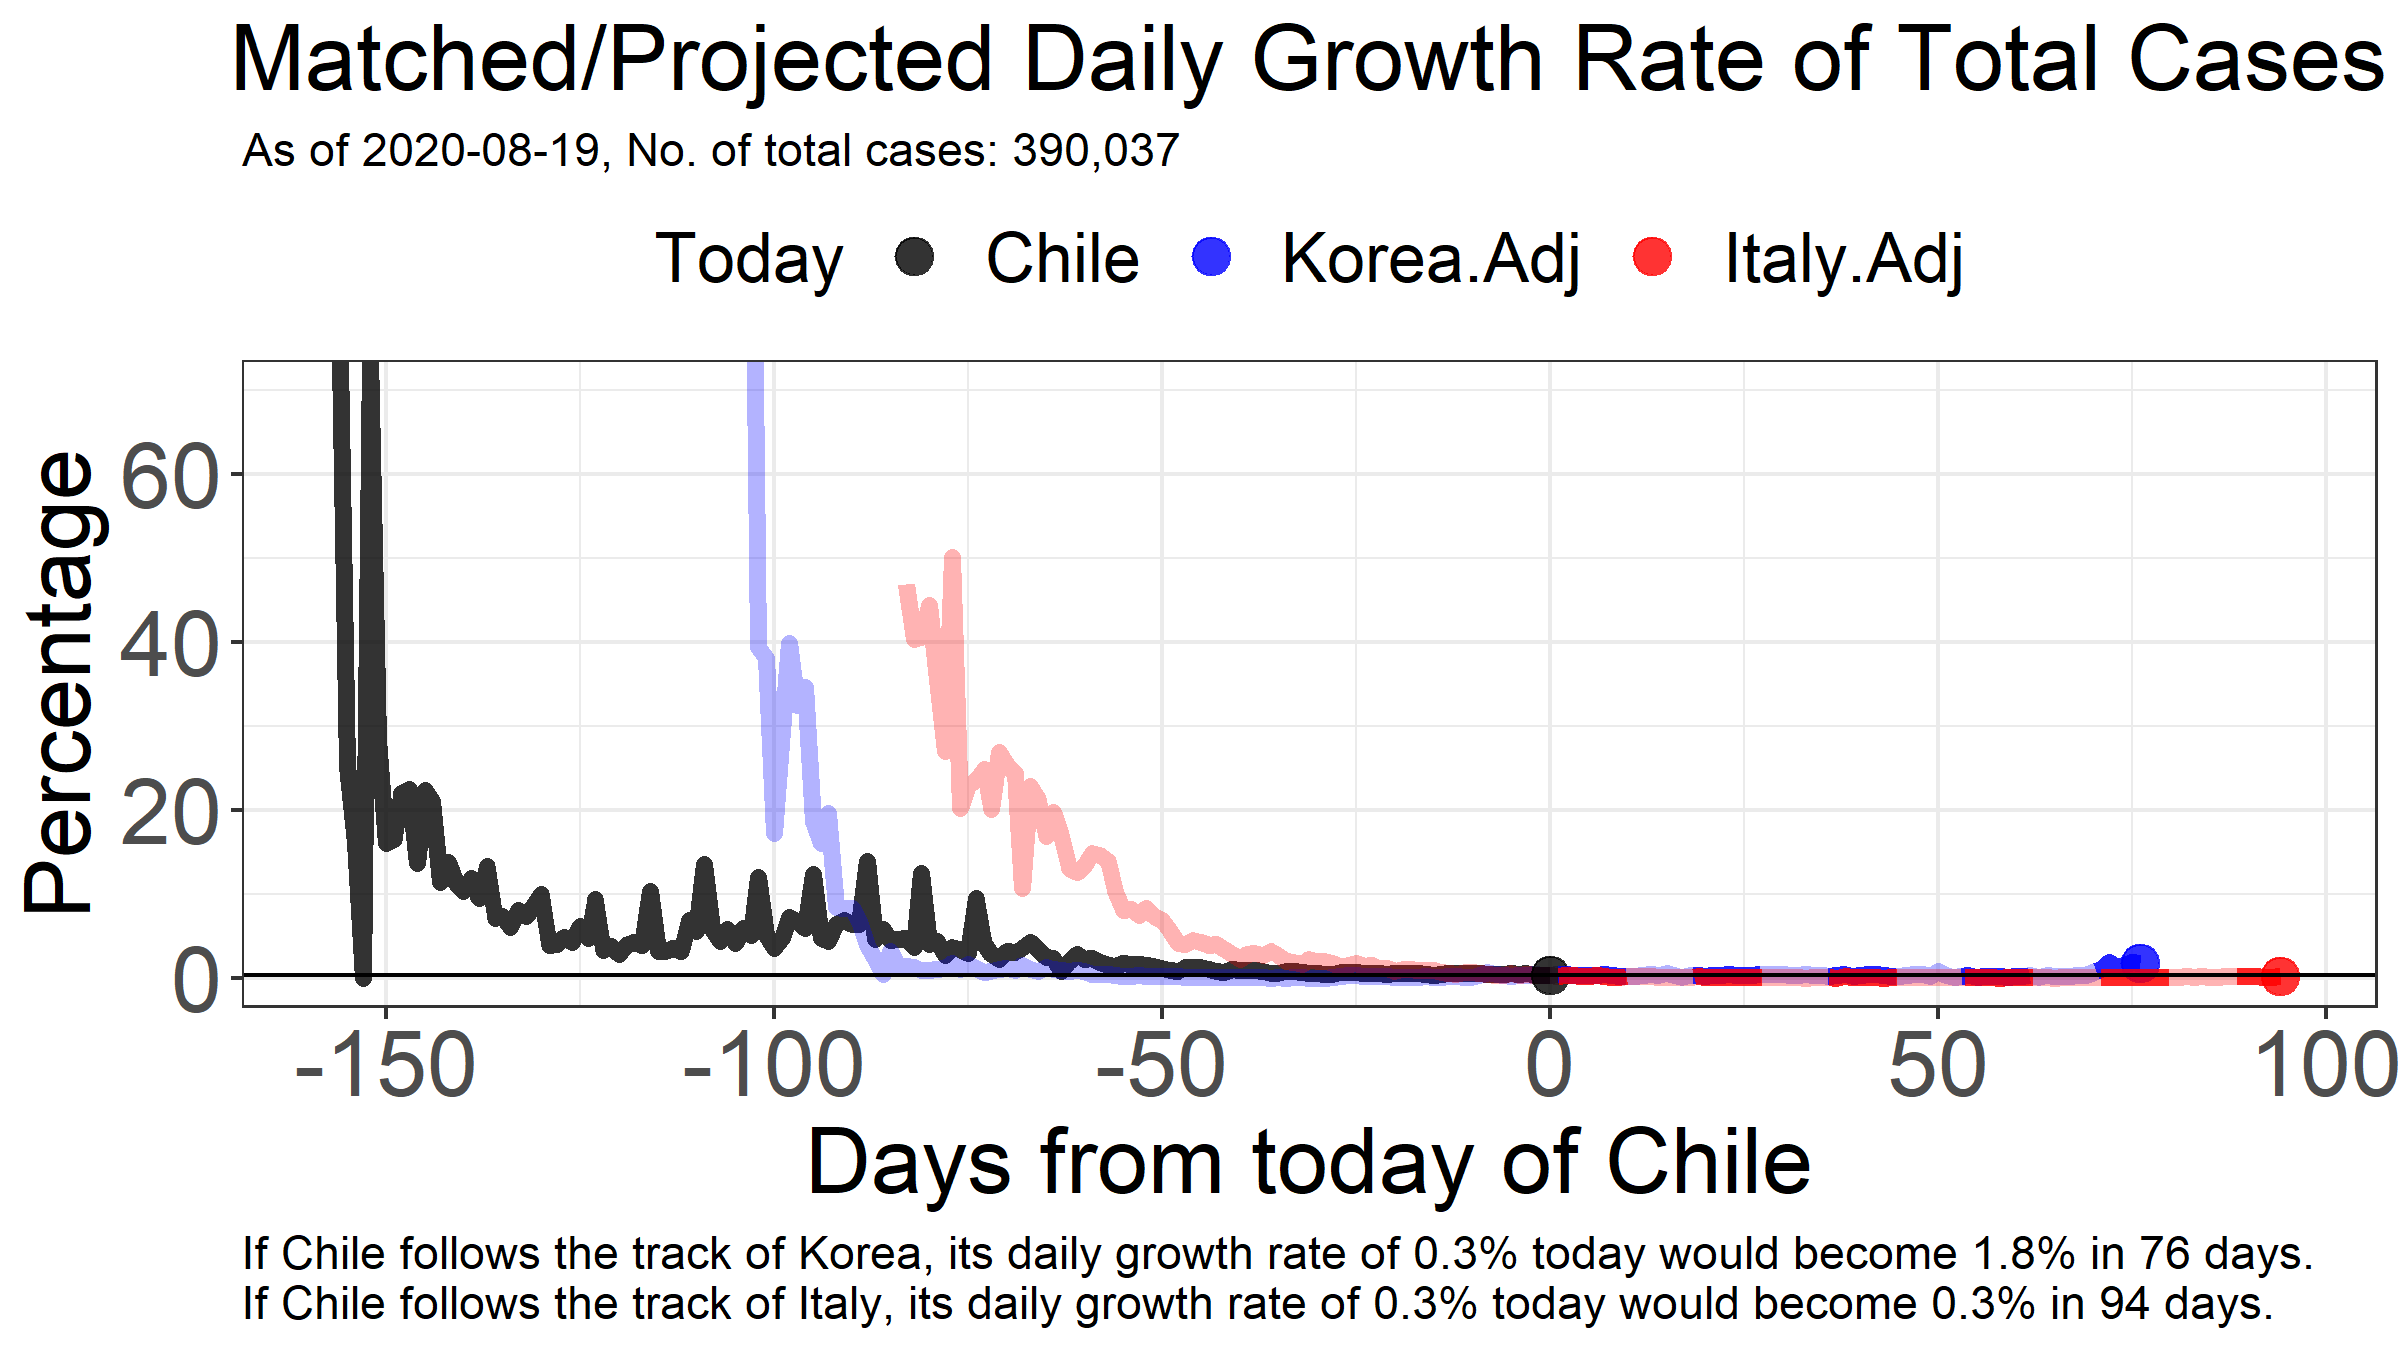 Matched/Projected Daily Growth Rate of Total Cases
As of 2020-08-19, No. of total cases: 390,037
Today Chile Korea.Adj Italy.Adj
Percentage
60
40
20
0
-150 -100 -50 0 50 100
Days from today of Chile
If Chile follows the track of Korea, its daily growth rate of 0.3% today would become 1.8% in 76 days.
If Chile follows the track of Italy, its daily growth rate of 0.3% today would become 0.3% in 94 days.